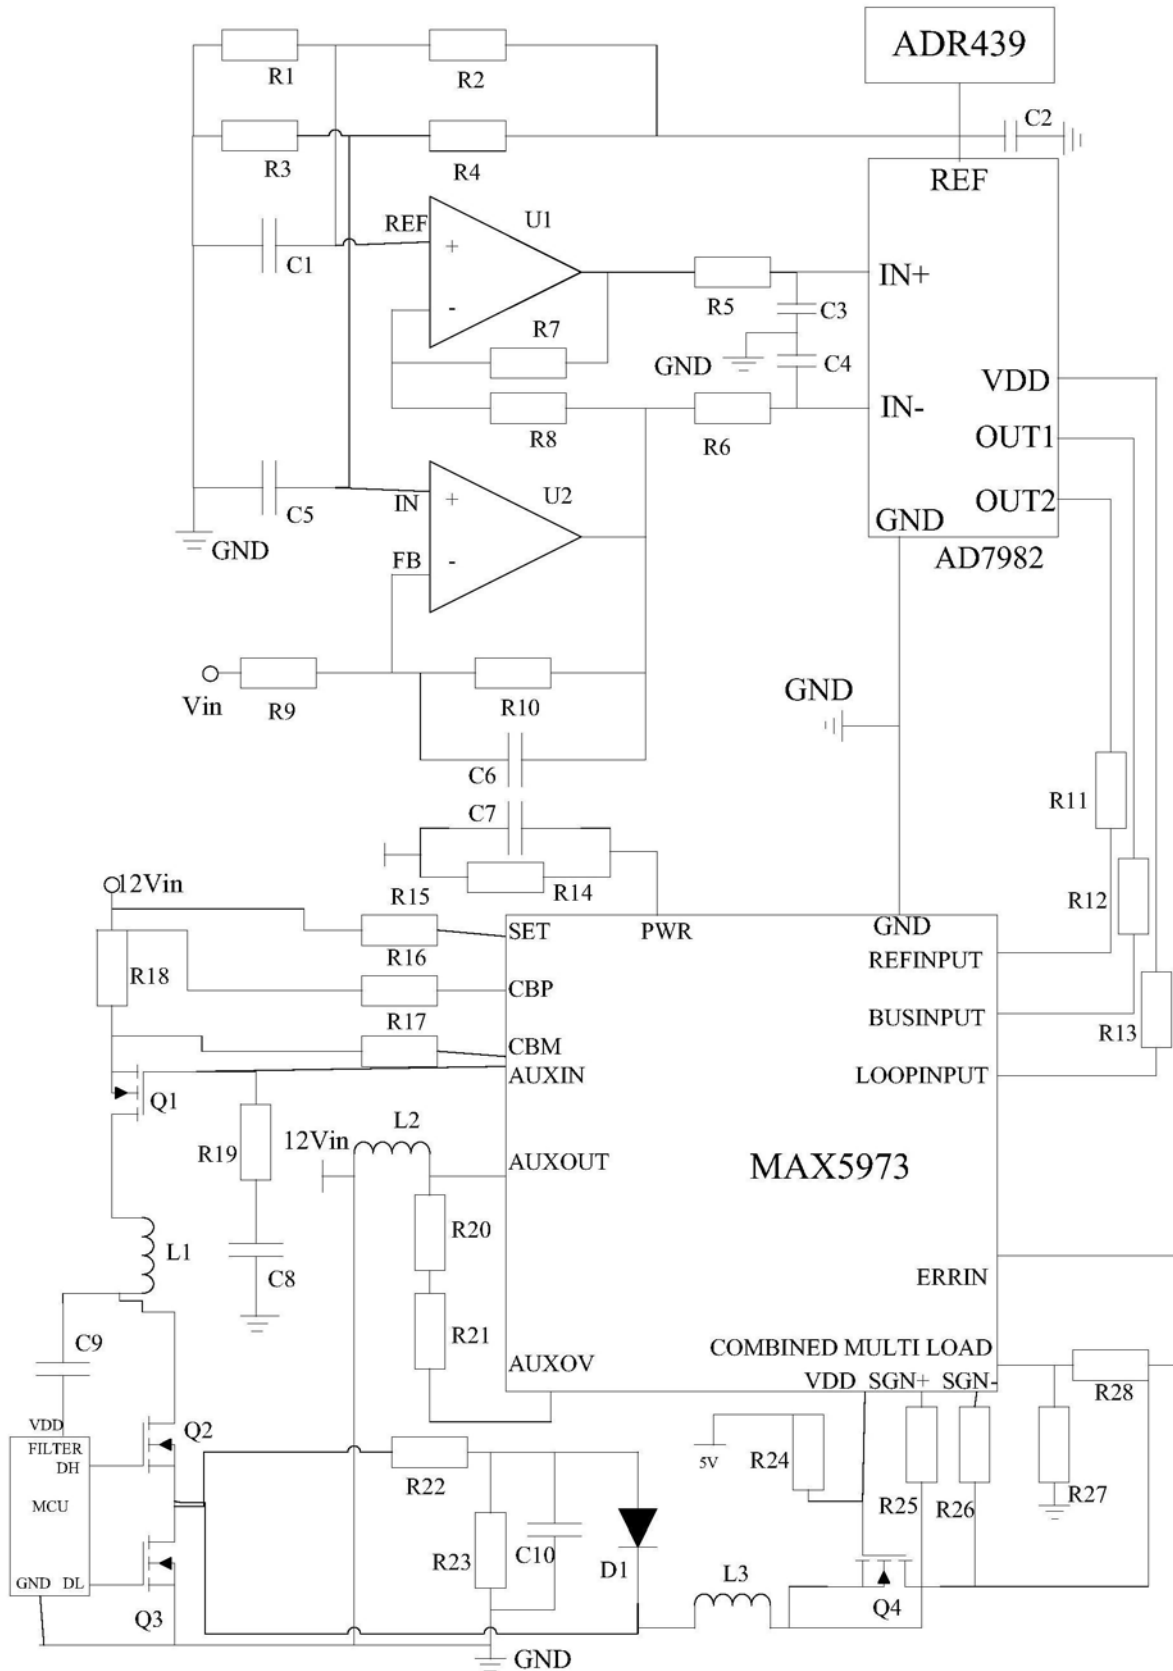 ADR439
R1
R2
C2
R3
R4
REF
REF
U1
+
C1
IN+
R5
C3
-
R7
GND
C4
VDD
IN-
R8
R6
OUT1
U2
IN
+
OUT2
C5
GND
GND
FB
-
AD7982
GND
Vin
R9
R10
C6
R11
C7
12Vin
R15
R14
R12
SET
PWR
GND
R16
REFINPUT
R18
CBP
R17
BUSINPUT
R13
CBM
AUXIN
LOOPINPUT
Q1
L2
12Vin
R19
AUXOUT
MAX5973
R20
L1
C8
ERRIN
R21
C9
COMBINED MULTI LOAD
AUXOV
VDD
SGN+
SGN-
R28
VDD
Q2
FILTER
DH
R24
5V
R22
R25
R26
R27
MCU
R23
C10
D1
L3
GND
DL
Q3
Q4
GND